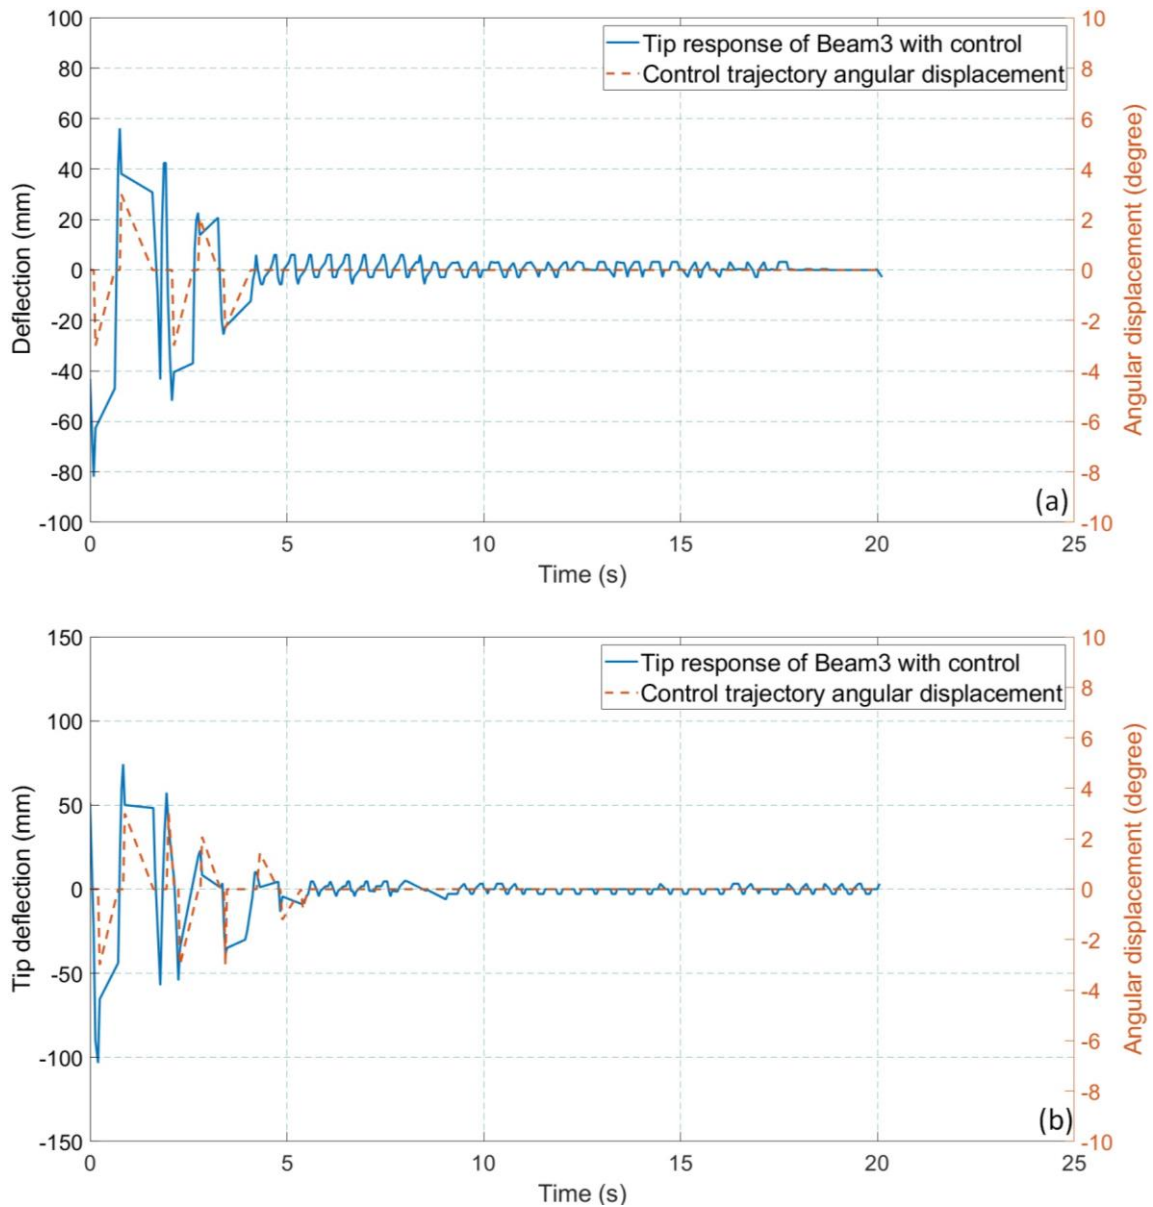 100
80
60
40
20
0
-20
-40
-60
-80
-100
Deflection (mm)
Tip response of Beam3 with control
Control trajectory angular displacement
10
8
6
4
2
0
-2
-4
-6
-8
-10
Angular displacement (degree)
(a)
0 5 10 15 20 25
Time (s)
150
100
50
0
-50
-100
-150
Tip deflection (mm)
Tip response of Beam3 with control
Control trajectory angular displacement
10
8
6
4
2
0
-2
-4
-6
-8
-10
Angular displacement (degree)
(b)
0 5 10 15 20 25
Time (s)